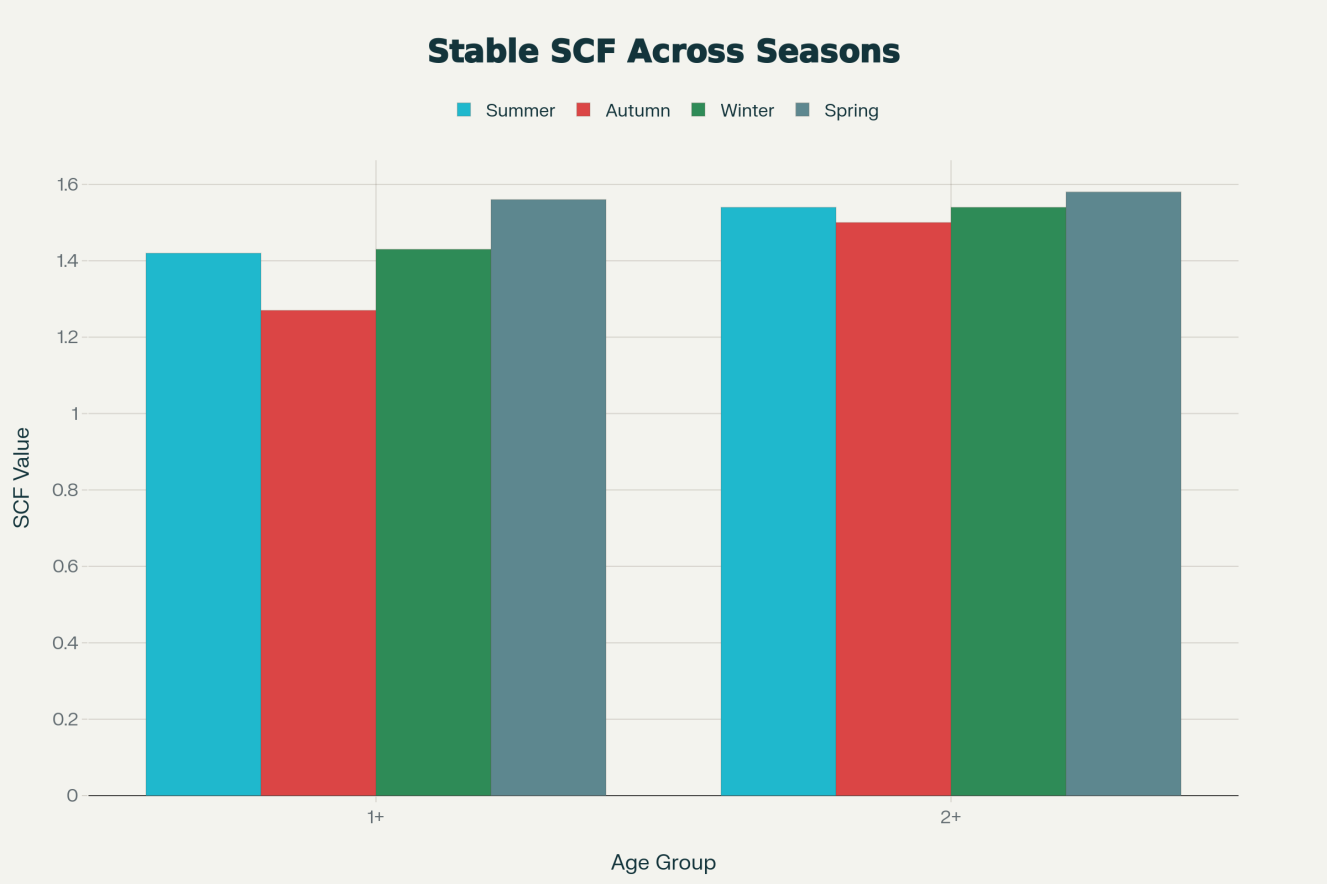 Stable SCF Across Seasons
Summer Autumn Winter Spring
1.6
1.4
1.2
1
0.8
0.6
0.4
0.2
0
SCF Value
1+ 2+
Age Group